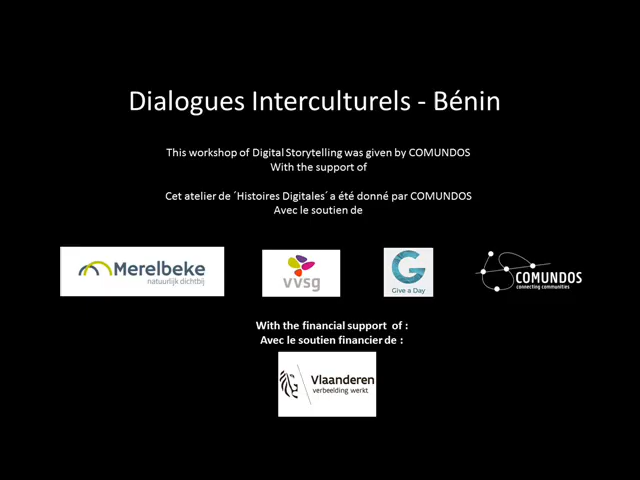 Dialogues Interculturels - Bénin
This workshop of Digital Storytelling was given by COMUNDOS
With the support of
Cet atelier de ´Histoires Digitales´ a été donné par COMUNDOS
Avec le soutien de
Merelbeke
natuurlijk dichtbij
vvsg
G
Give a Day
COMUNDOS
connecting communities
With the financial support of :
Avec le soutien financier de :
Vlaanderen
verbeelding werkt